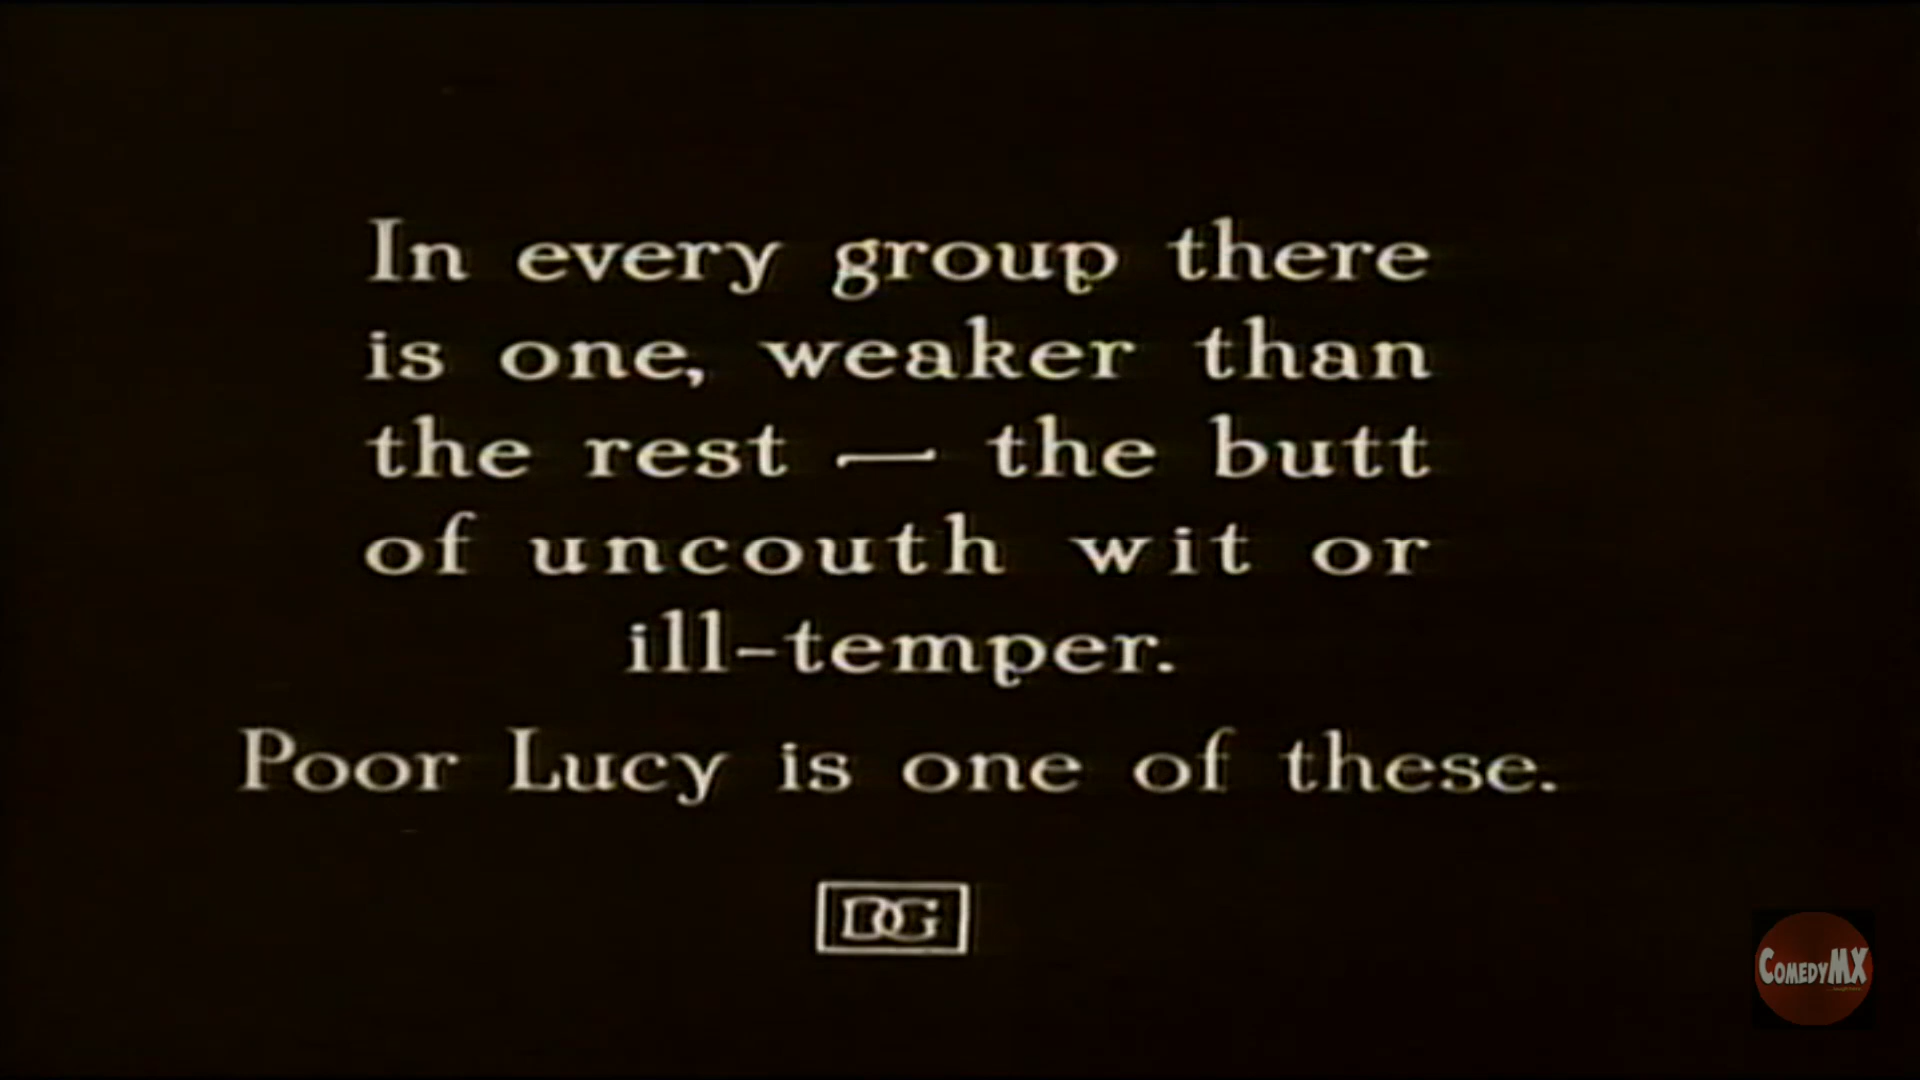 In every group there
is one, weaker than
the rest — the butt
of uncouth wit or
ill-temper.
Poor Lucy is one of these.
DG
COMEDYMX